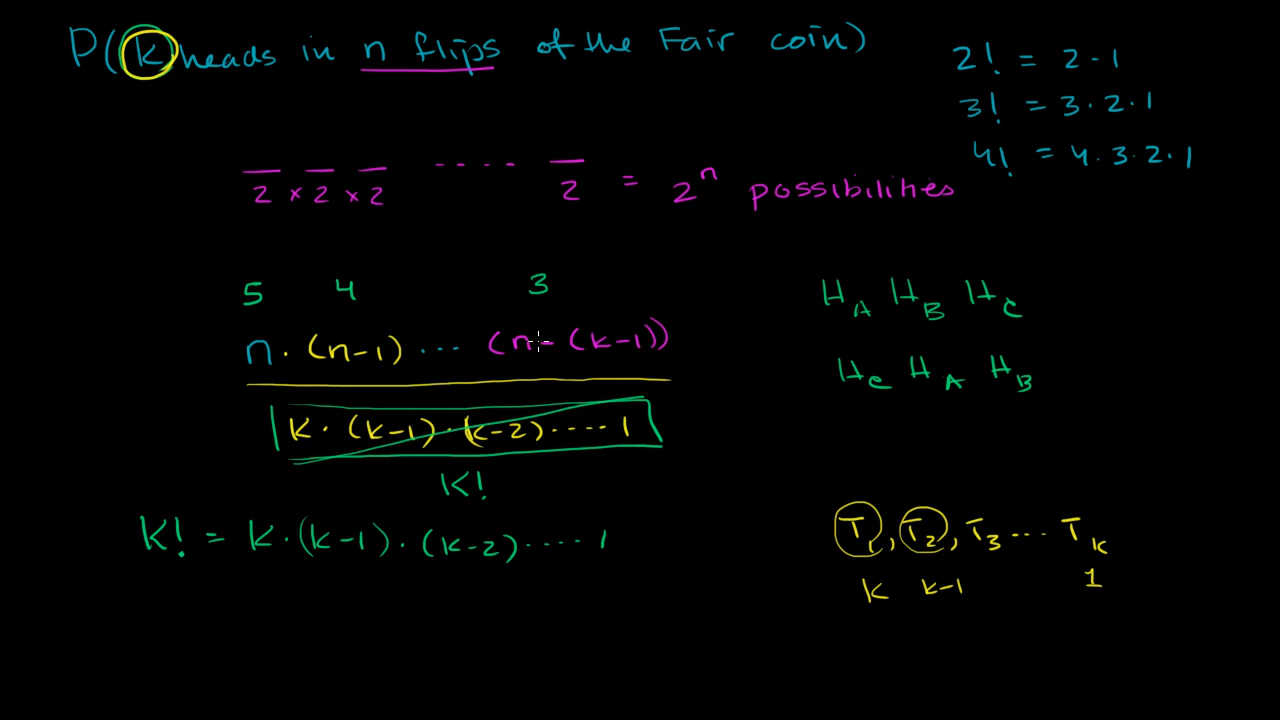 P(k heads in n flips of the Fair coin)
2! = 2 · 1
3! = 3 · 2 · 1
4! = 4 · 3 · 2 · 1
2 × 2 × 2 .... 2 = 2^n possibilities
5 4 3
n · (n-1) ... (n-(k-1))
k · (k-1) · (k-2) ..... 1
K!
K! = K · (k-1) · (k-2) ..... 1
H_A H_B H_C
H_C H_A H_B
T_1, T_2, T_3 ... T_k
k k-1 1